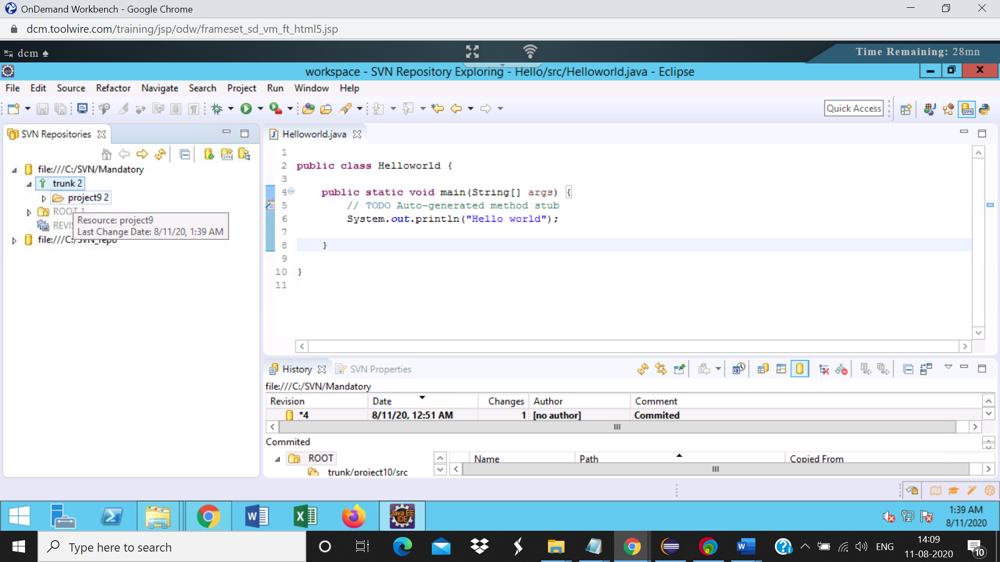 OnDemand Workbench - Google Chrome
dcm.toolwire.com/training/jsp/odw/frameset_sd_vm_ft_html5.jsp
dcm
Time Remaining: 28mn
workspace - SVN Repository Exploring - Hello/src/Helloworld.java - Eclipse
File Edit Source Refactor Navigate Search Project Run Window Help
Quick Access
SVN
SVN Repositories
SVN
file:///C:/SVN/Mandatory
trunk 2
project9 2
ROOT 1
REVIS
Resource: project9
Last Change Date: 8/11/20, 1:39 AM
file:///C:/SVN_repo
Helloworld.java
1
2 public class Helloworld {
3
4 public static void main(String[] args) {
5 // TODO Auto-generated method stub
6 System.out.println("Hello world");
7
8 }
9
10 }
11
History SVN Properties
file:///C:/SVN/Mandatory
Revision Date Changes Author Comment
*4 8/11/20, 12:51 AM 1 [no author] Commited
Commited
ROOT
trunk/project10/src
Name Path Copied From
Java EE
IDE
1:39 AM
8/11/2020
Type here to search
ENG
14:09
11-08-2020
10